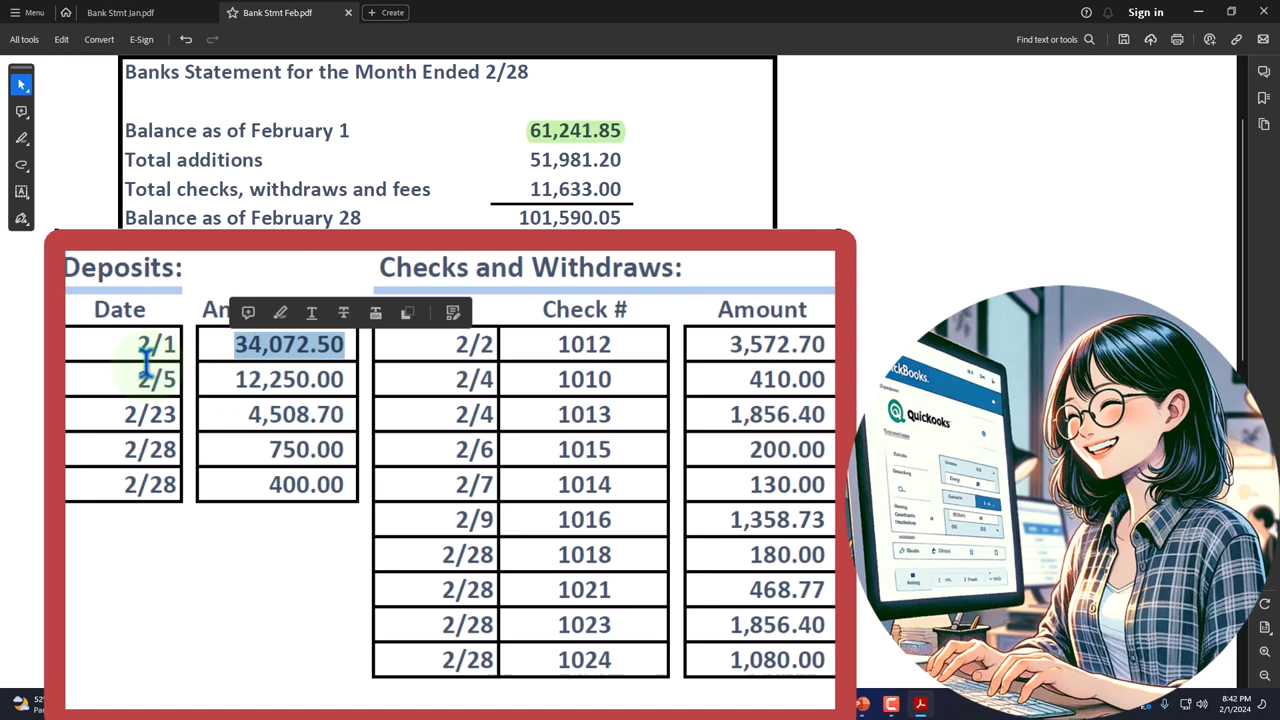 Menu
Bank Stmt Jan.pdf
Bank Stmt Feb.pdf
Create
Sign in
All tools
Edit
Convert
E-Sign
Find text or tools
Banks Statement for the Month Ended 2/28
Balance as of February 1 61,241.85
Total additions 51,981.20
Total checks, withdraws and fees 11,633.00
Balance as of February 28 101,590.05
Deposits: Checks and Withdraws:
Date Check # Amount
2/1 34,072.50 2/2 1012 3,572.70
2/5 12,250.00 2/4 1010 410.00
2/23 4,508.70 2/4 1013 1,856.40
2/28 750.00 2/6 1015 200.00
2/28 400.00 2/7 1014 130.00
2/9 1016 1,358.73
2/28 1018 180.00
2/28 1021 468.77
2/28 1023 1,856.40
2/28 1024 1,080.00
ckBooks.
Quickooks
8:42 PM
2/1/2024